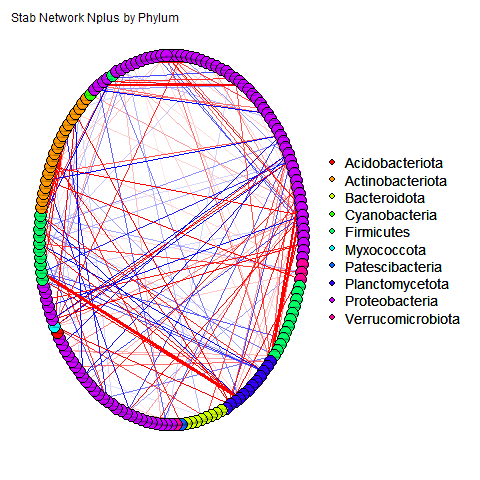 Stab Network Nplus by Phylum
Acidobacteriota
Actinobacteriota
Bacteroidota
Cyanobacteria
Firmicutes
Myxococcota
Patescibacteria
Planctomycetota
Proteobacteria
Verrucomicrobiota